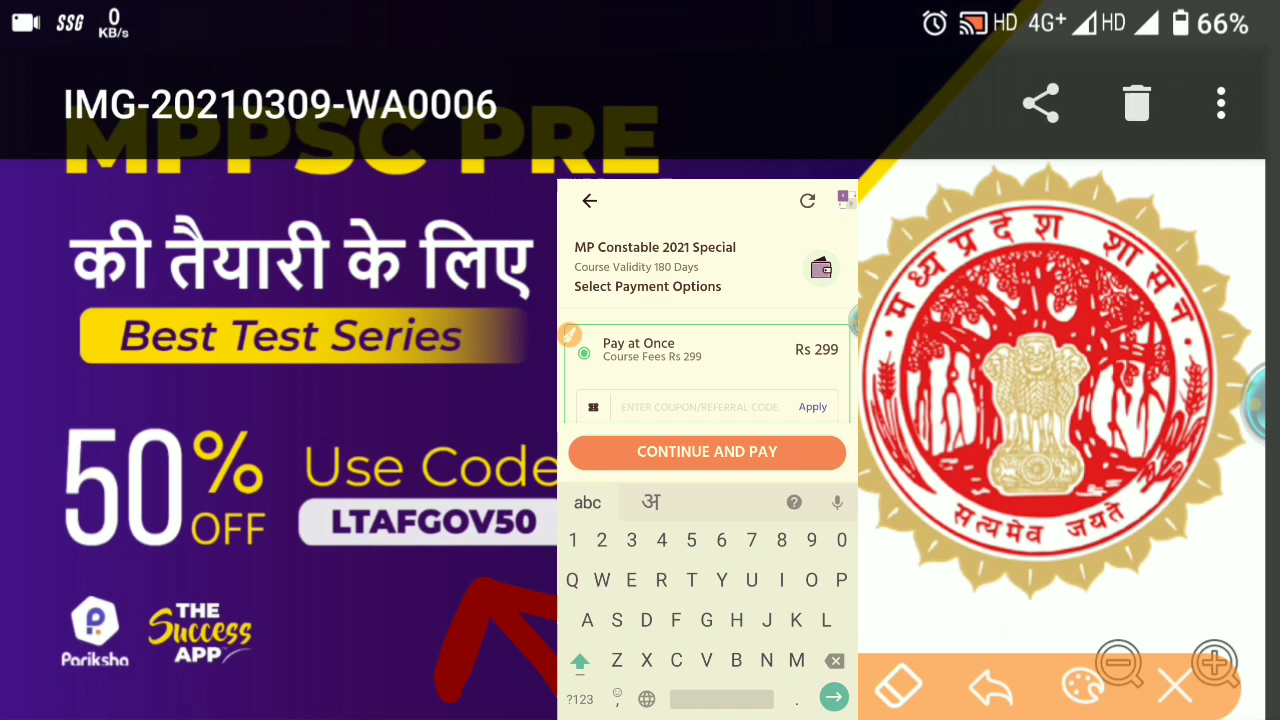 SSG
0
KB/s
HD 4G+ HD 66%
IMG-20210309-WA0006
MPPSC PRE
की तैयारी के लिए
Best Test Series
50% OFF
Use Code
LTAFGOV50
Pariksha
THE
Success
APP
MP Constable 2021 Special
Course Validity 180 Days
Select Payment Options
Pay at Once
Course Fees Rs 299
Rs 299
ENTER COUPON/REFERRAL CODE
Apply
CONTINUE AND PAY
abc अ
1 2 3 4 5 6 7 8 9 0
Q W E R T Y U I O P
A S D F G H J K L
Z X C V B N M
?123 , .
मध्य प्रदेश शासन
सत्यमेव जयते